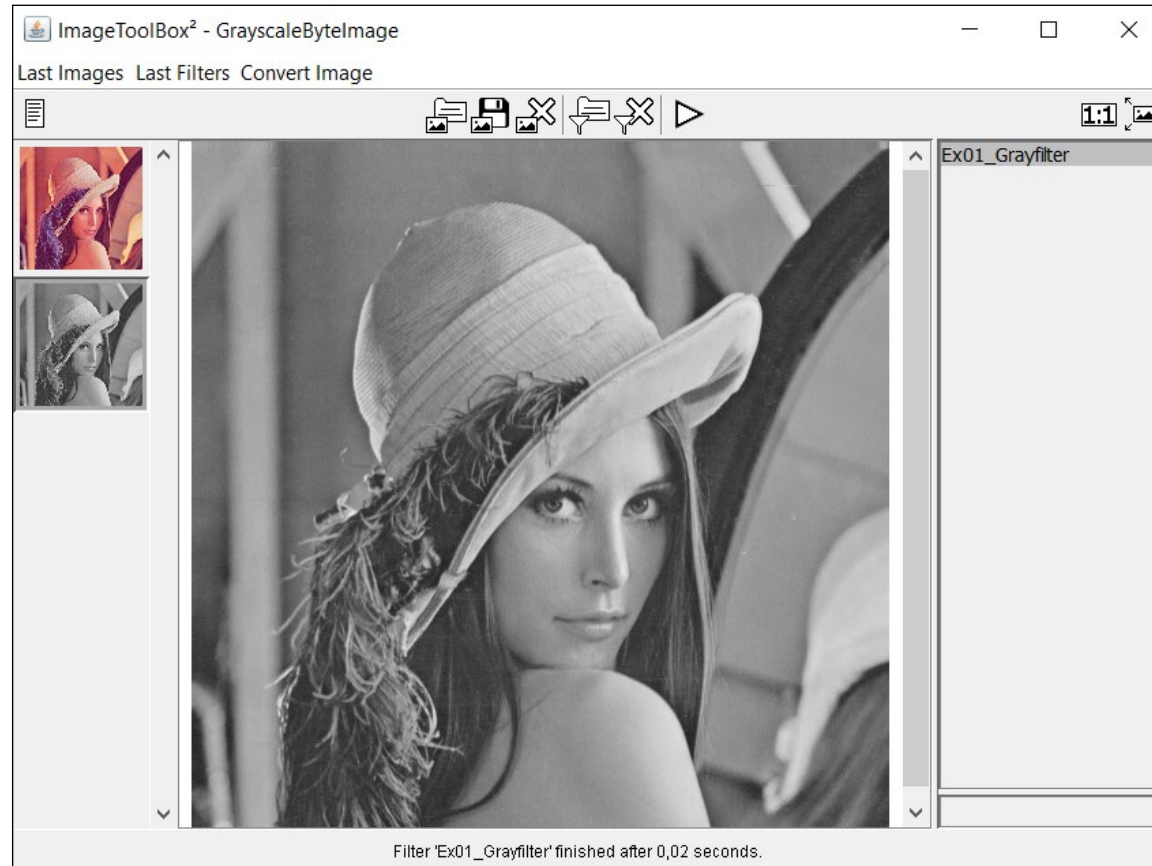 ImageToolBox² - GrayscaleByteImage
Last Images Last Filters Convert Image
1:1
Ex01_Grayfilter
Filter 'Ex01_Grayfilter' finished after 0,02 seconds.